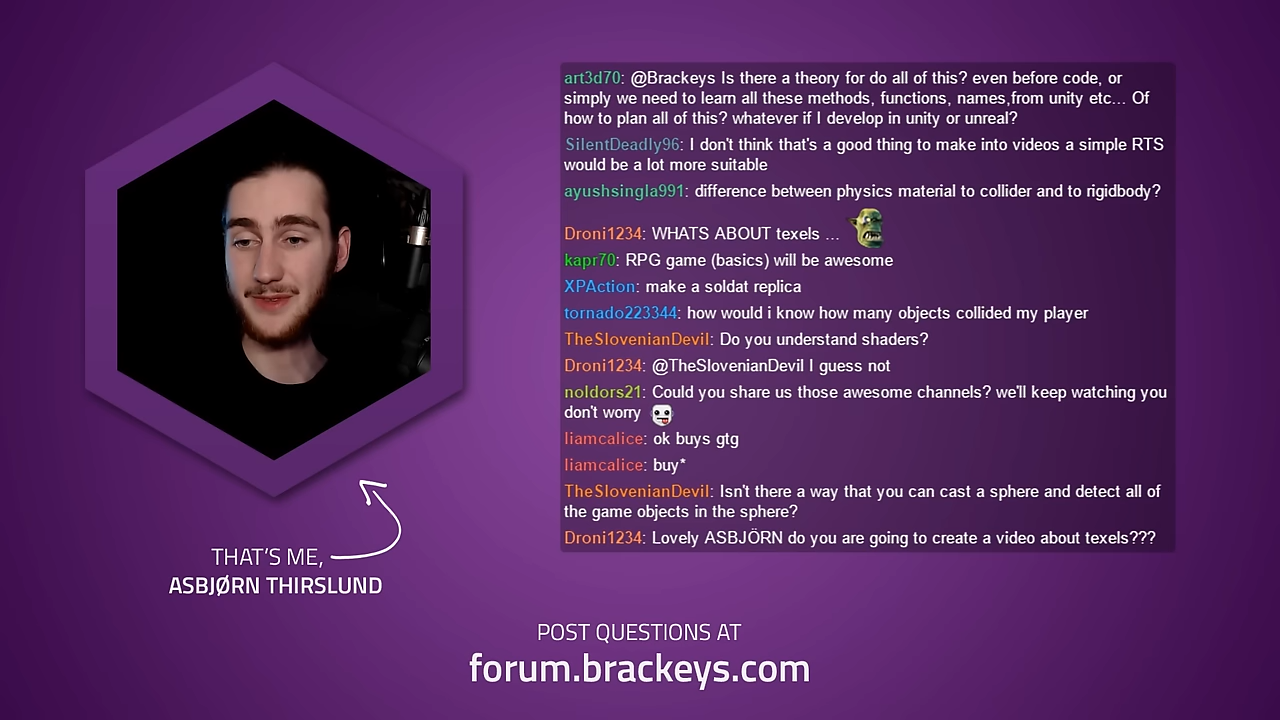 art3d70: @Brackeys Is there a theory for do all of this? even before code, or
simply we need to learn all these methods, functions, names,from unity etc... Of
how to plan all of this? whatever if I develop in unity or unreal?
SilentDeadly96: I don't think that's a good thing to make into videos a simple RTS
would be a lot more suitable
ayushsingla991: difference between physics material to collider and to rigidbody?
Droni1234: WHATS ABOUT texels ...
kapr70: RPG game (basics) will be awesome
XPAction: make a soldat replica
tornado223344: how would i know how many objects collided my player
TheSlovenianDevil: Do you understand shaders?
Droni1234: @TheSlovenianDevil I guess not
noldors21: Could you share us those awesome channels? we'll keep watching you
don't worry
liamcalice: ok buys gtg
liamcalice: buy*
TheSlovenianDevil: Isn't there a way that you can cast a sphere and detect all of
the game objects in the sphere?
Droni1234: Lovely ASBJÖRN do you are going to create a video about texels???
THAT'S ME,
ASBJØRN THIRSLUND
POST QUESTIONS AT
forum.brackeys.com